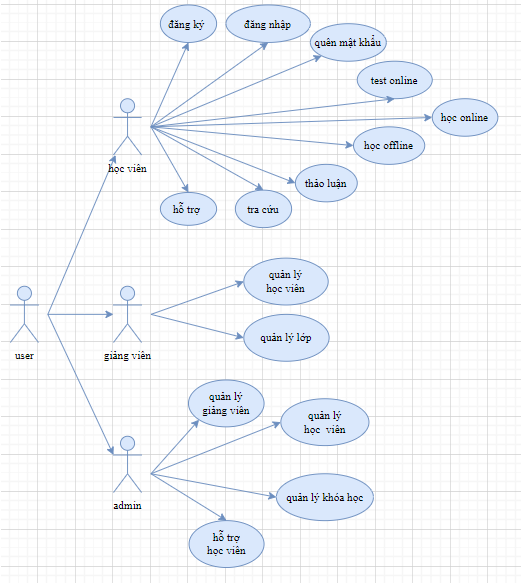 đăng ký
đăng nhập
quên mật khẩu
test online
học online
học offline
học viên
thảo luận
hỗ trợ
tra cứu
quản lý
học viên
quản lý lớp
user
giảng viên
quản lý
giảng viên
quản lý
học viên
quản lý khóa học
admin
hỗ trợ
học viên